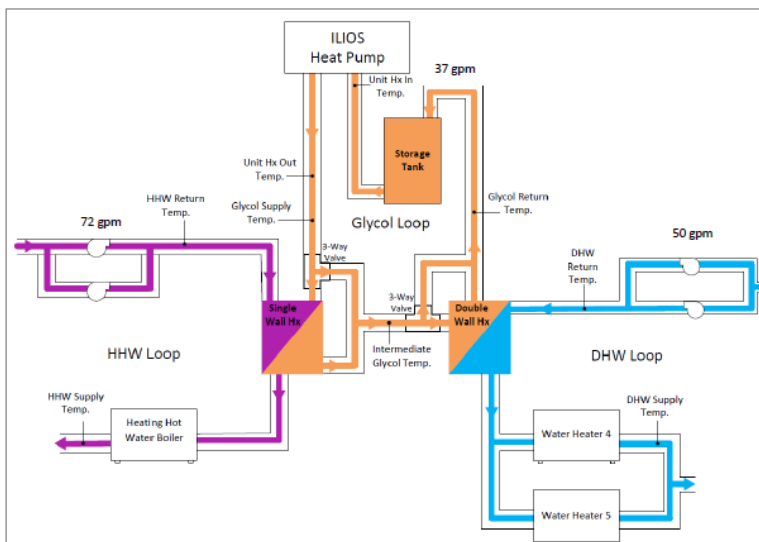 ILIOS
Heat Pump
37 gpm
Unit Hx In
Temp.
Storage
Tank
Unit Hx Out
Temp.
Glycol Supply
Temp.
Glycol Loop
Glycol Return
Temp.
HHW Return
Temp.
72 gpm
3-Way
Valve
50 gpm
DHW
Return
Temp.
3-Way
Valve
Single
Wall Hx
Double
Wall Hx
Intermediate
Glycol Temp.
HHW Loop
DHW Loop
HHW Supply
Temp.
Heating Hot
Water Boiler
DHW Supply
Temp.
Water Heater 4
Water Heater 5